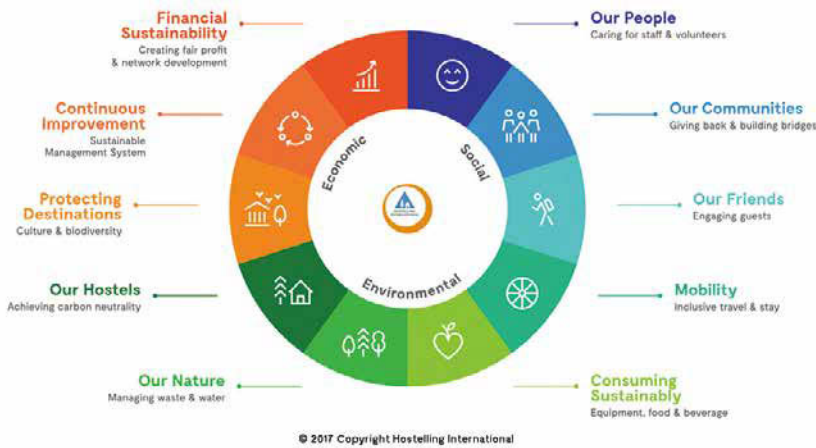 Financial
Sustainability
Creating fair profit
& network development
Our People
Caring for staff & volunteers
Continuous
Improvement
Sustainable
Management System
Our Communities
Giving back & building bridges
Economic
Social
Protecting
Destinations
Culture & biodiversity
Our Friends
Engaging guests
Our Hostels
Achieving carbon neutrality
Environmental
Mobility
Inclusive travel & stay
Our Nature
Managing waste & water
Consuming
Sustainably
Equipment, food & beverage
© 2017 Copyright Hostelling International